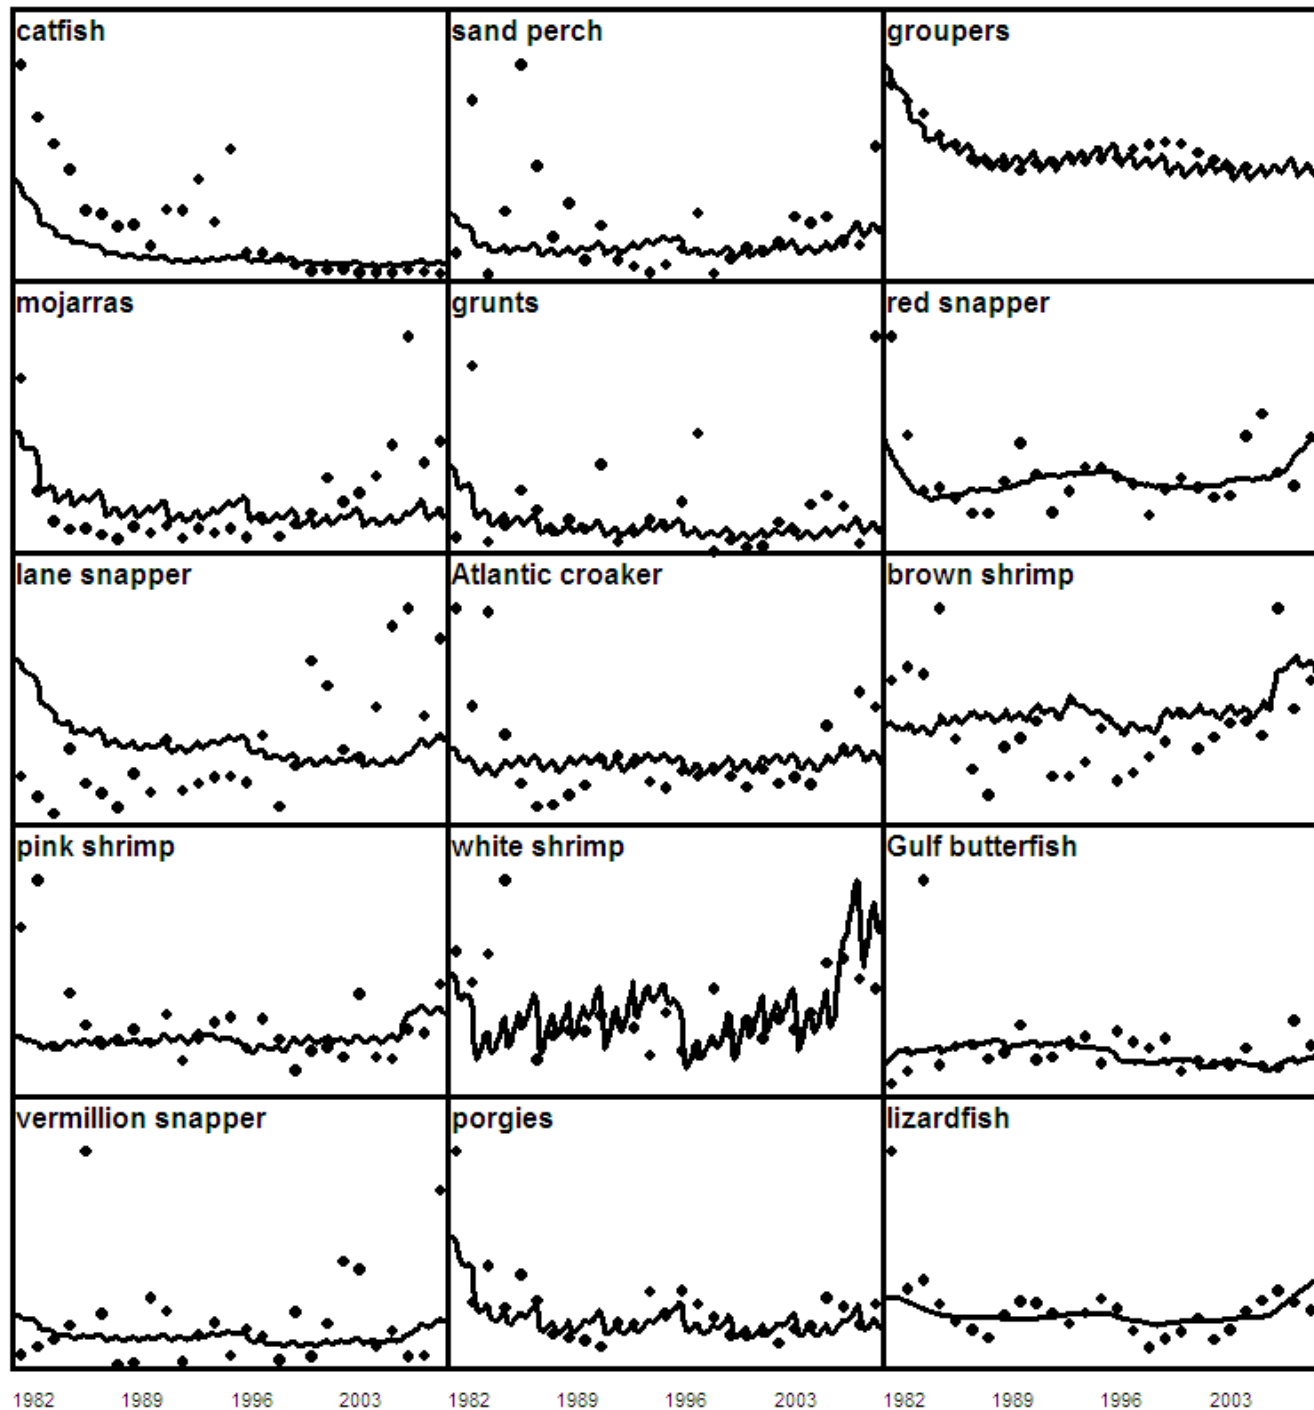 catfish sand perch groupers
mojarras grunts red snapper
lane snapper Atlantic croaker brown shrimp
pink shrimp white shrimp Gulf butterfish
vermillion snapper porgies lizardfish
1982 1989 1996 2003 1982 1989 1996 2003 1982 1989 1996 2003